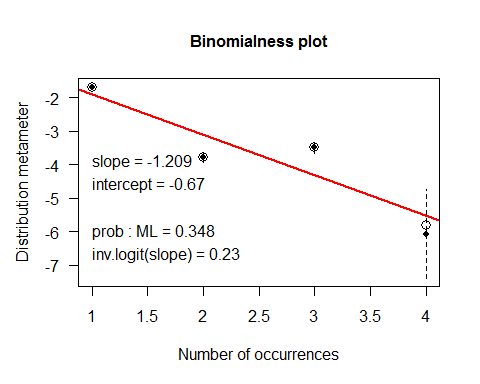 Binomialness plot
Distribution metameter
-2
-3
-4
-5
-6
-7
slope = -1.209
intercept = -0.67
prob : ML = 0.348
inv.logit(slope) = 0.23
1 1.5 2 2.5 3 3.5 4
Number of occurrences